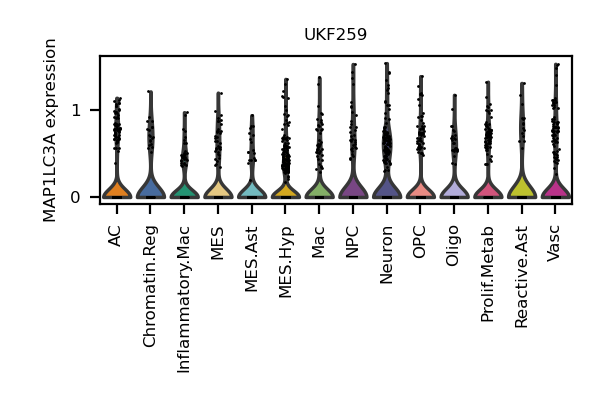 UKF259
MAP1LC3A expression
1
0
AC
Chromatin.Reg
Inflammatory.Mac
MES
MES.Ast
MES.Hyp
Mac
NPC
Neuron
OPC
Oligo
Prolif.Metab
Reactive.Ast
Vasc